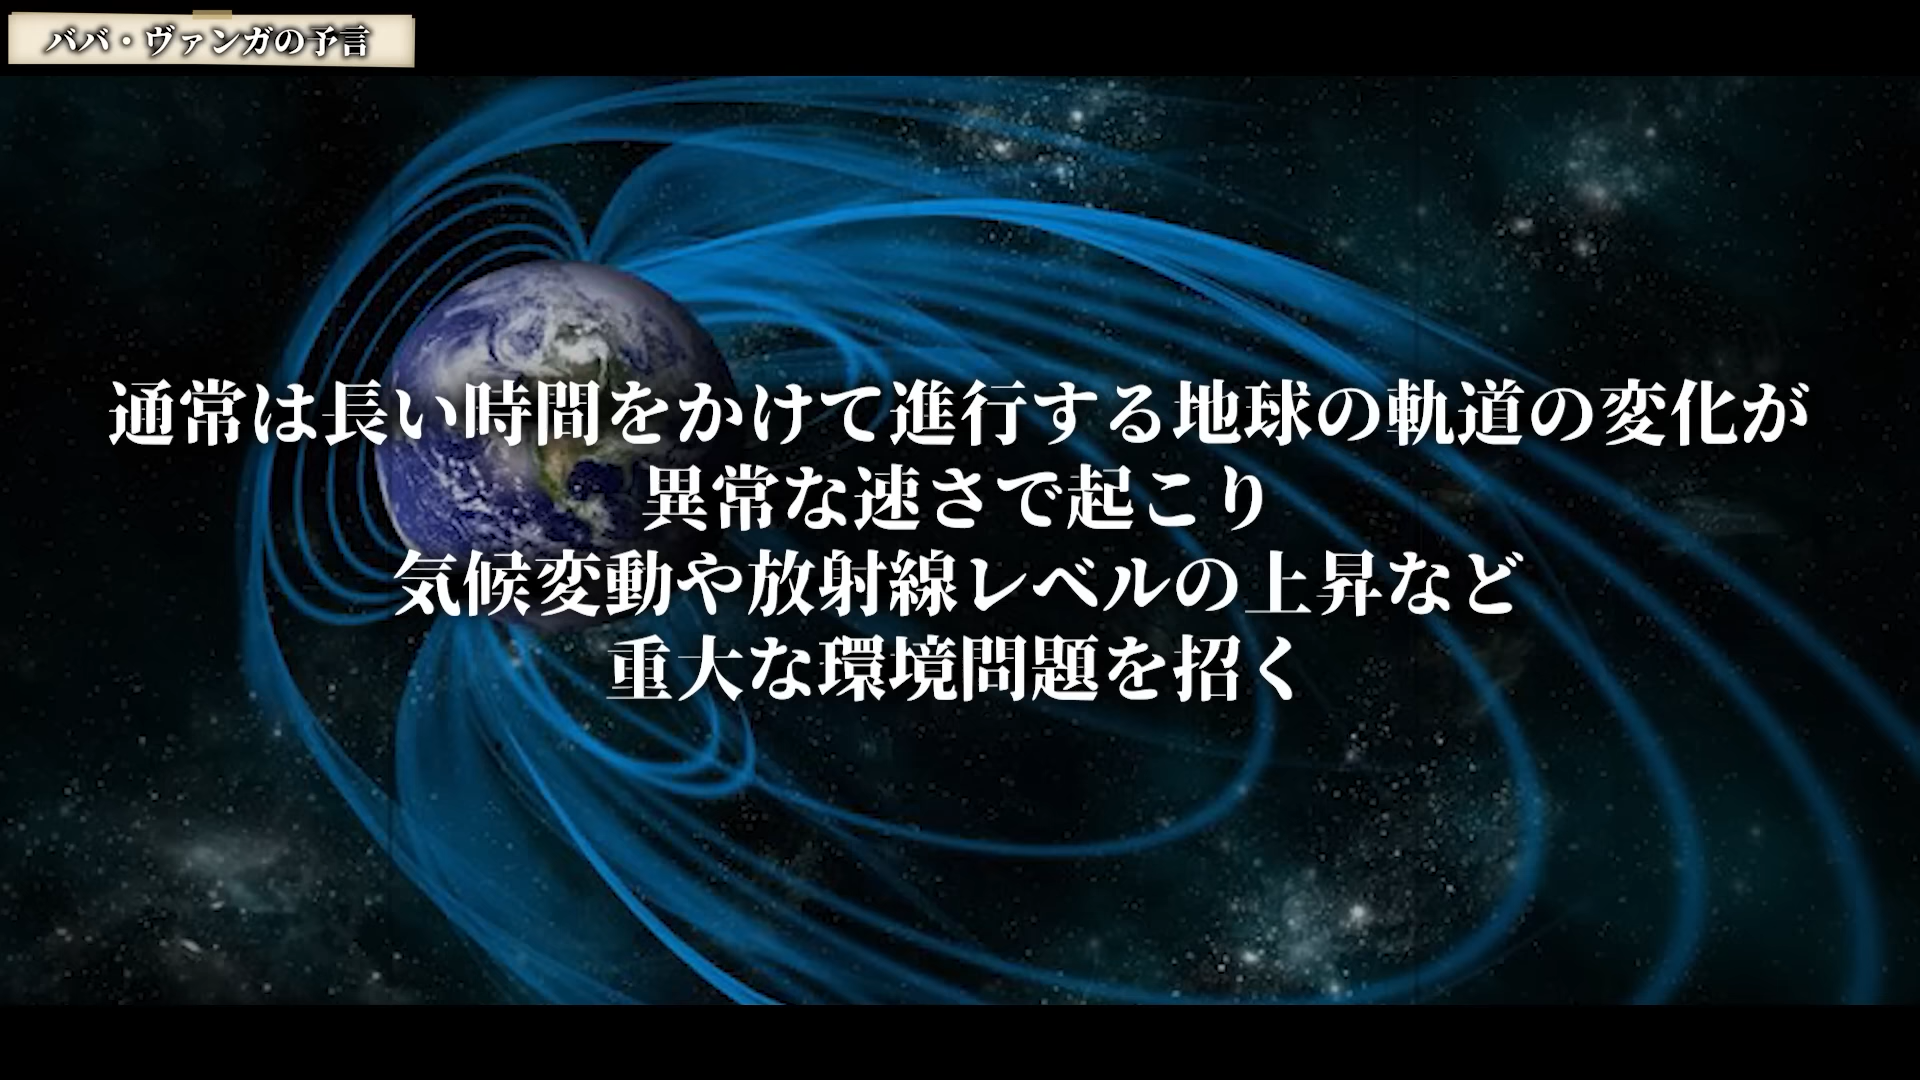 ババ・ヴァンガの予言
通常は長い時間をかけて進行する地球の軌道の変化が
異常な速さで起こり
気候変動や放射線レベルの上昇など
重大な環境問題を招く